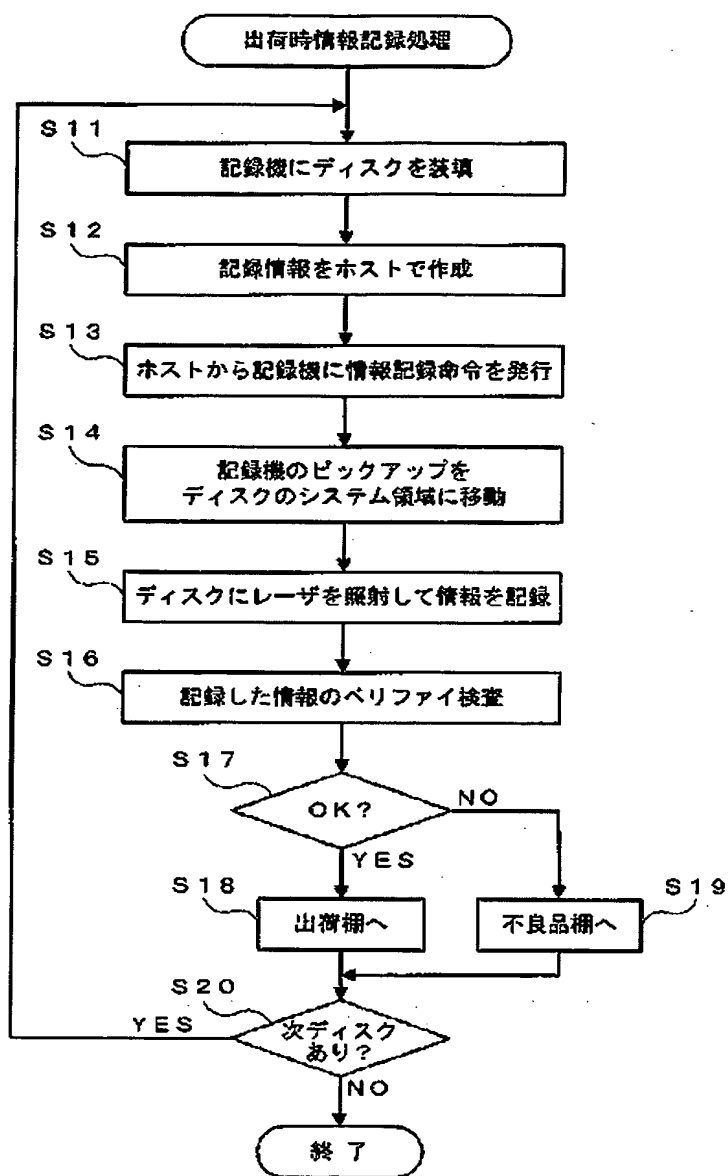 出荷時情報記録処理
S11
記録機にディスクを装填
S12
記録情報をホストで作成
S13
ホストから記録機に情報記録命令を発行
S14
記録機のピックアップを
ディスクのシステム領域に移動
S15
ディスクにレーザを照射して情報を記録
S16
記録した情報のベリファイ検査
S17
OK?
NO
YES
S18
出荷棚へ
S19
不良品棚へ
S20
YES
次ディスク
あり?
NO
終了